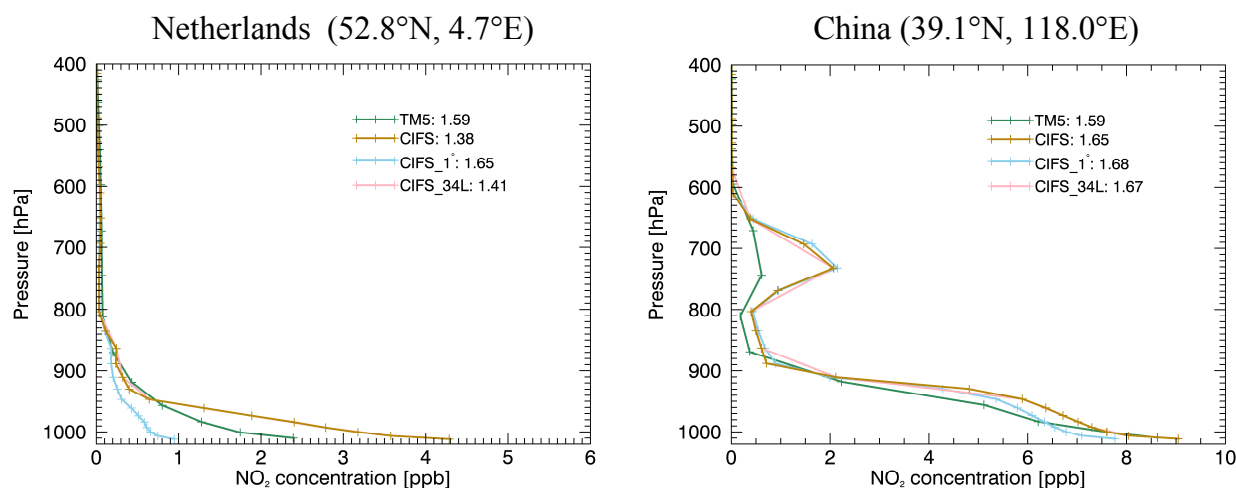 Netherlands (52.8°N, 4.7°E)
400
500
600
700
800
900
1000
Pressure [hPa]
TM5: 1.59
CIFS: 1.38
CIFS_1°: 1.65
CIFS_34L: 1.41
0 1 2 3 4 5 6
NO₂ concentration [ppb]
China (39.1°N, 118.0°E)
400
500
600
700
800
900
1000
Pressure [hPa]
TM5: 1.59
CIFS: 1.65
CIFS_1°: 1.68
CIFS_34L: 1.67
0 2 4 6 8 10
NO₂ concentration [ppb]